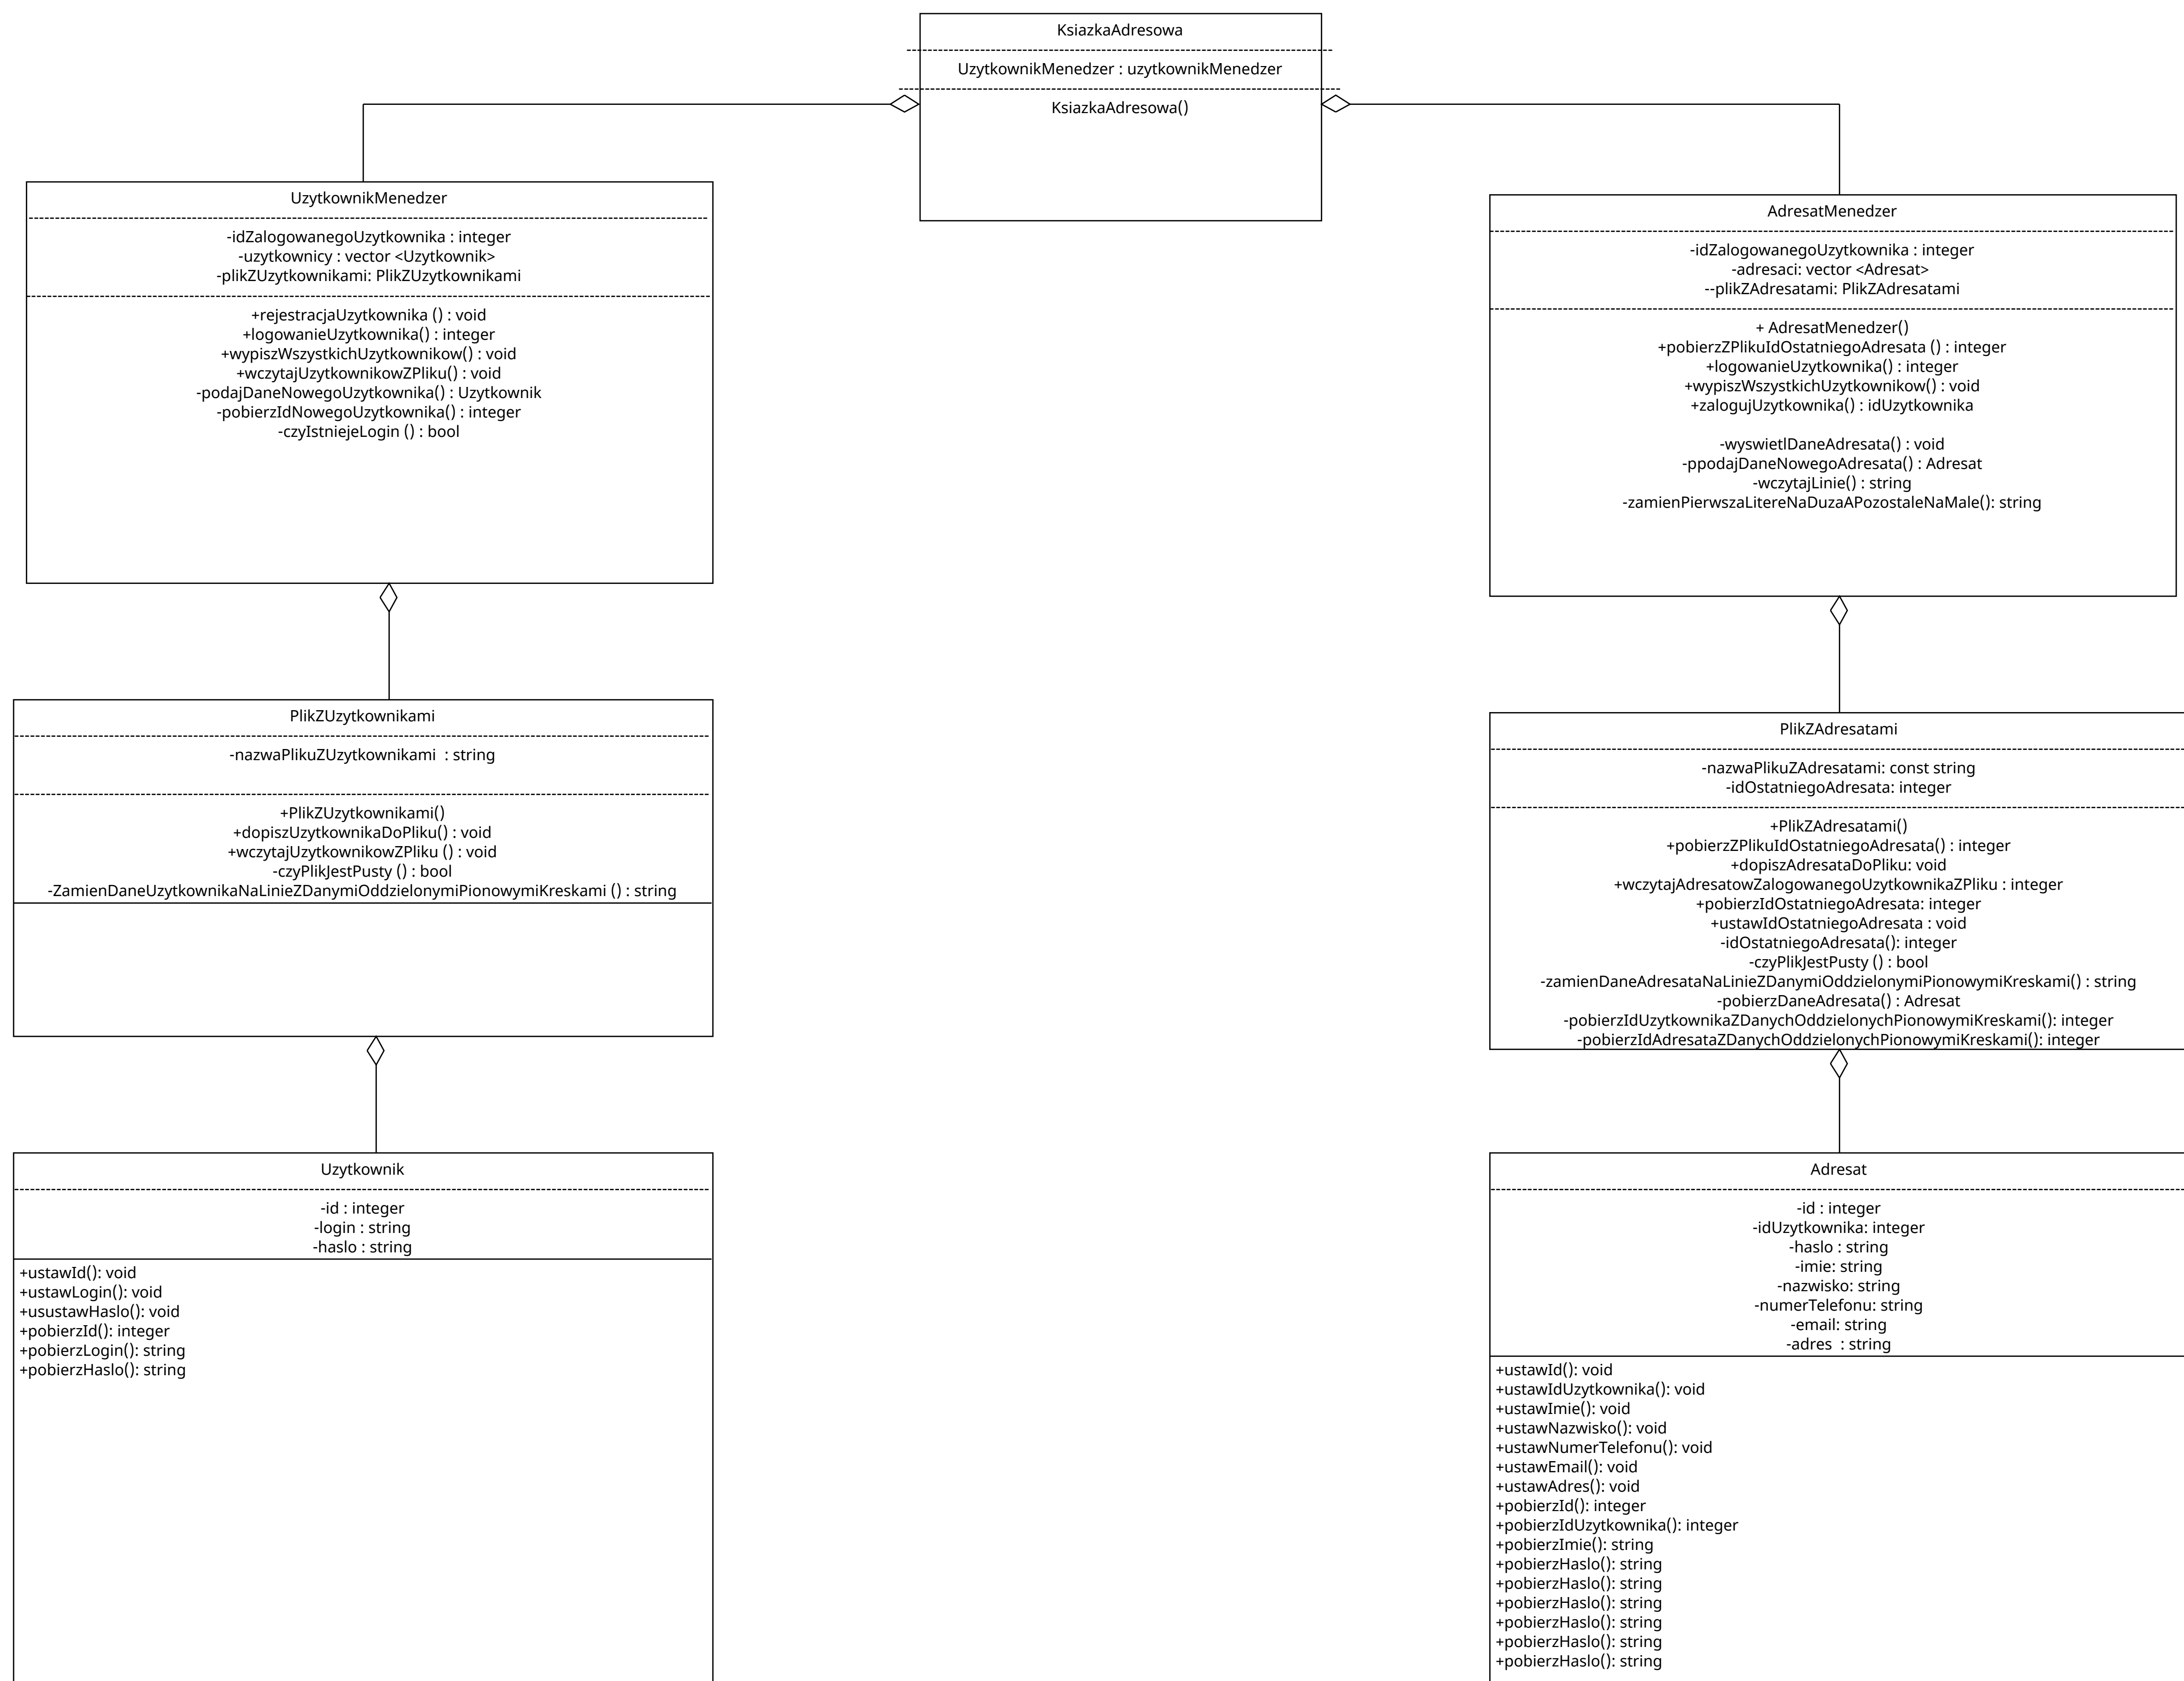 KsiazkaAdresowa
UzytkownikMenedzer : uzytkownikMenedzer
KsiazkaAdresowa()
UzytkownikMenedzer
-idZalogowanegoUzytkownika : integer
-uzytkownicy : vector <Uzytkownik>
-plikZUzytkownikami: PlikZUzytkownikami
+rejestracjaUzytkownika () : void
+logowanieUzytkownika() : integer
+wypiszWszystkichUzytkownikow() : void
+wczytajUzytkownikowZPliku() : void
-podajDaneNowegoUzytkownika() : Uzytkownik
-pobierzIdNowegoUzytkownika() : integer
-czyIstniejeLogin () : bool
AdresatMenedzer
-idZalogowanegoUzytkownika : integer
-adresaci: vector <Adresat>
--plikZAdresatami: PlikZAdresatami
+ AdresatMenedzer()
+pobierzZPlikuIdOstatniegoAdresata () : integer
+logowanieUzytkownika() : integer
+wypiszWszystkichUzytkownikow() : void
+zalogujUzytkownika() : idUzytkownika
-wyswietlDaneAdresata() : void
-ppodajDaneNowegoAdresata() : Adresat
-wczytajLinie() : string
-zamienPierwszaLitereNaDuzaAPozostaleNaMale(): string
PlikZUzytkownikami
-nazwaPlikuZUzytkownikami  : string
+PlikZUzytkownikami()
+dopiszUzytkownikaDoPliku() : void
+wczytajUzytkownikowZPliku () : void
-czyPlikJestPusty () : bool
-ZamienDaneUzytkownikaNaLinieZDanymiOddzielonymiPionowymiKreskami () : string
PlikZAdresatami
-nazwaPlikuZAdresatami: const string
-idOstatniegoAdresata: integer
+PlikZAdresatami()
+pobierzZPlikuIdOstatniegoAdresata() : integer
+dopiszAdresataDoPliku: void
+wczytajAdresatowZalogowanegoUzytkownikaZPliku : integer
+pobierzIdOstatniegoAdresata: integer
+ustawIdOstatniegoAdresata : void
-idOstatniegoAdresata(): integer
-czyPlikJestPusty () : bool
-zamienDaneAdresataNaLinieZDanymiOddzielonymiPionowymiKreskami() : string
-pobierzDaneAdresata() : Adresat
-pobierzIdUzytkownikaZDanychOddzielonychPionowymiKreskami(): integer
-pobierzIdAdresataZDanychOddzielonychPionowymiKreskami(): integer
Uzytkownik
-id : integer
-login : string
-haslo : string
+ustawId(): void
+ustawLogin(): void
+usustawHaslo(): void
+pobierzId(): integer
+pobierzLogin(): string
+pobierzHaslo(): string
Adresat
-id : integer
-idUzytkownika: integer
-haslo : string
-imie: string
-nazwisko: string
-numerTelefonu: string
-email: string
-adres  : string
+ustawId(): void
+ustawIdUzytkownika(): void
+ustawImie(): void
+ustawNazwisko(): void
+ustawNumerTelefonu(): void
+ustawEmail(): void
+ustawAdres(): void
+pobierzId(): integer
+pobierzIdUzytkownika(): integer
+pobierzImie(): string
+pobierzHaslo(): string
+pobierzHaslo(): string
+pobierzHaslo(): string
+pobierzHaslo(): string
+pobierzHaslo(): string
+pobierzHaslo(): string